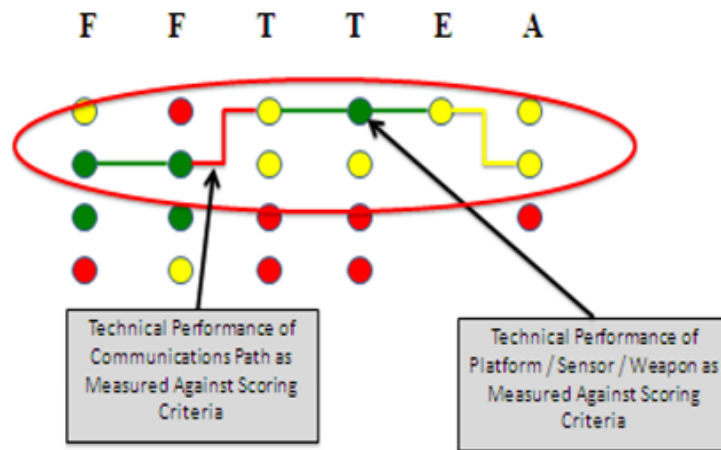 F F T T E A
Technical Performance of
Communications Path as
Measured Against Scoring
Criteria
Technical Performance of
Platform / Sensor / Weapon as
Measured Against Scoring
Criteria